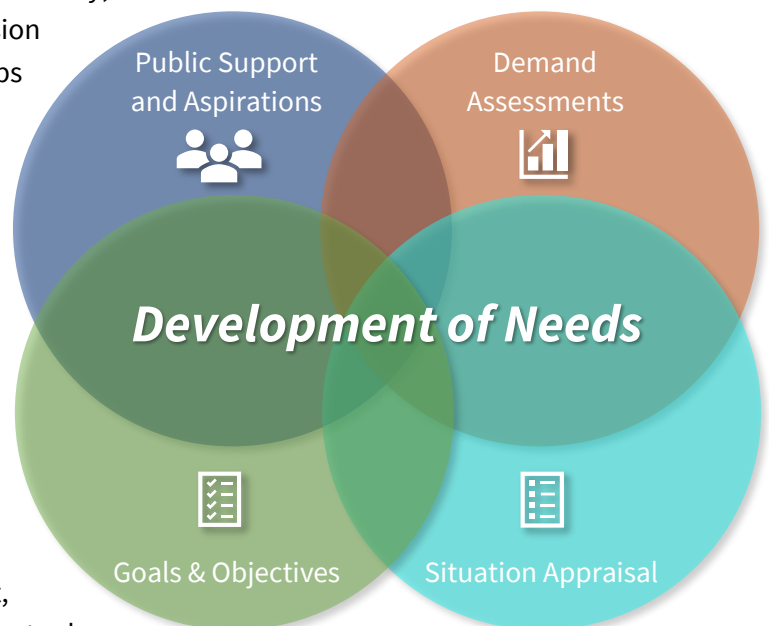 Public Support
and Aspirations
Demand
Assessments
Development of Needs
Goals & Objectives
Situation Appraisal